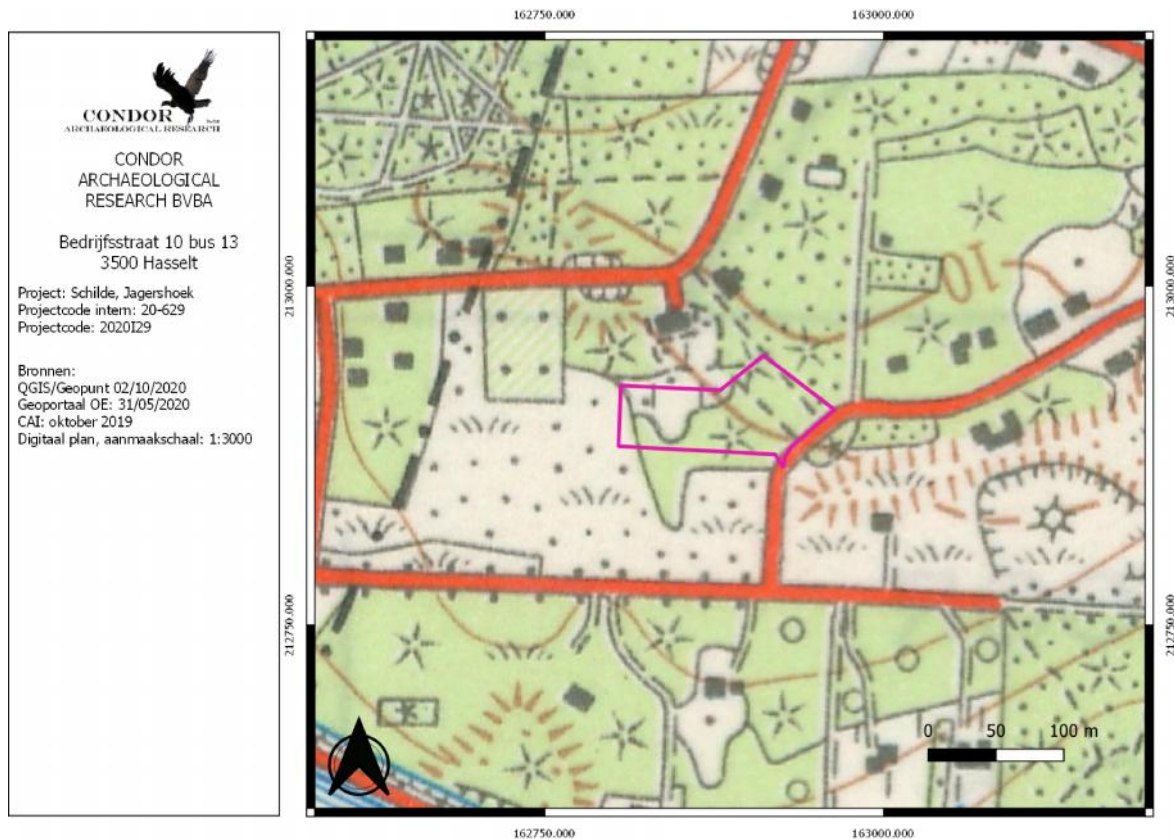 CONDOR
ARCHAEOLOGICAL RESEARCH
CONDOR
ARCHAEOLOGICAL
RESEARCH BVBA
Bedrijfsstraat 10 bus 13
3500 Hasselt
Project: Schilde, Jagershoek
Projectcode intern: 20-629
Projectcode: 2020I29
Bronnen:
QGIS/Geopunt 02/10/2020
Geoportaal OE: 31/05/2020
CAI: oktober 2019
Digitaal plan, aanmaakschaal: 1:3000
162750.000 163000.000
213000.000 213000.000
10
212750.000 212750.000
0 50 100 m
162750.000 163000.000